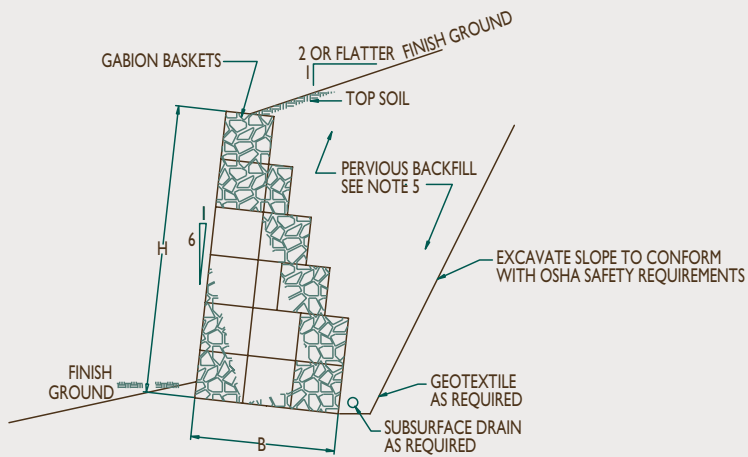 2 OR FLATTER
1
FINISH GROUND
GABION BASKETS
TOP SOIL
PERVIOUS BACKFILL
SEE NOTE 5
H
1
6
EXCAVATE SLOPE TO CONFORM
WITH OSHA SAFETY REQUIREMENTS
FINISH
GROUND
GEOTEXTILE
AS REQUIRED
SUBSURFACE DRAIN
AS REQUIRED
B